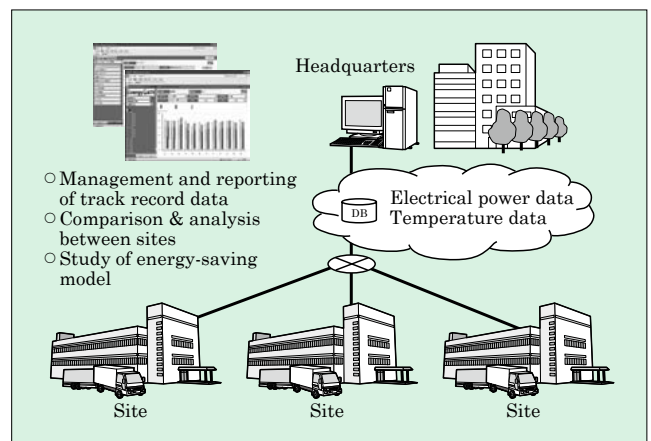 Headquarters
○ Management and reporting
of track record data
○ Comparison & analysis
between sites
○ Study of energy-saving
model
DB
Electrical power data
Temperature data
Site
Site
Site